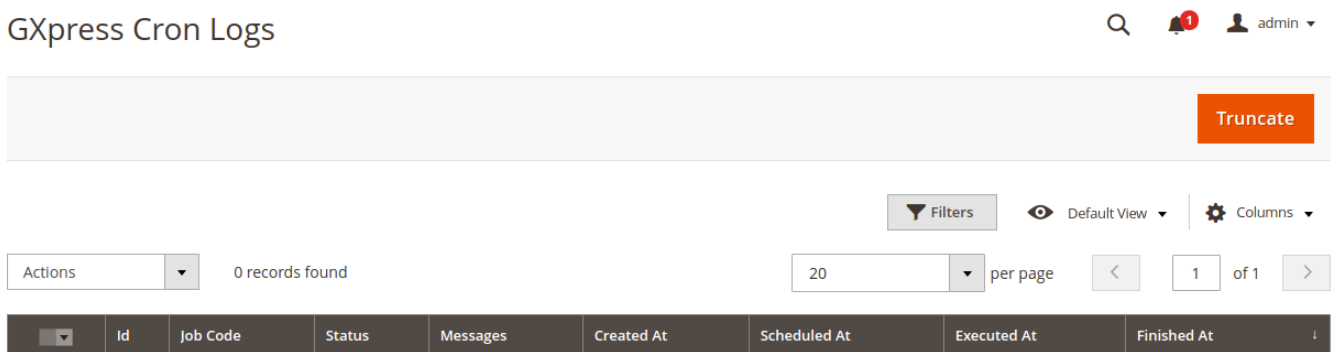 GXpress Cron Logs
1
admin
Truncate
Filters
Default View
Columns
Actions
0 records found
20
per page
1
of 1
Id
Job Code
Status
Messages
Created At
Scheduled At
Executed At
Finished At ↓